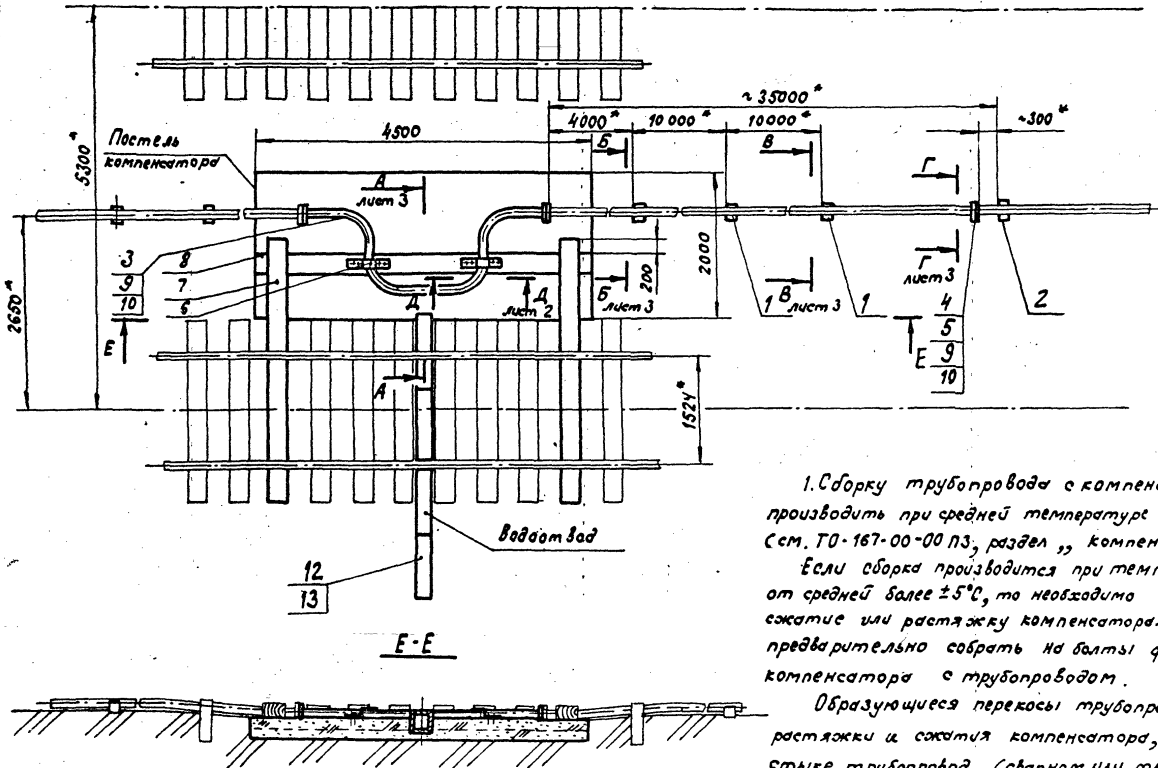 ~35000*
4000*
10 000*
10 000*
~300*
4500
Постель
компенсатора
5300*
2650*
А
лист 3
Б
В
Г
2000
200
3
9
10
8
7
6
Д
Д
лист 2
Б лист 3
1
В лист 3
1
Г
лист 3
4
5
9
10
2
Е
Е
А
1524*
Водоотвод
12
13
Е-Е
1. Сборку трубопровода с компен
производить при средней температуре
(см. ТО-167-00-00 ПЗ, раздел „ компен
Если сборка производится при темп
от средней более ±5°С, то необходимо
сжатие или растяжку компенсатора.
предварительно собрать на болты ф
компенсатора с трубопроводом.
Образующиеся перекосы трубопро
растяжки и сжатия компенсатора,